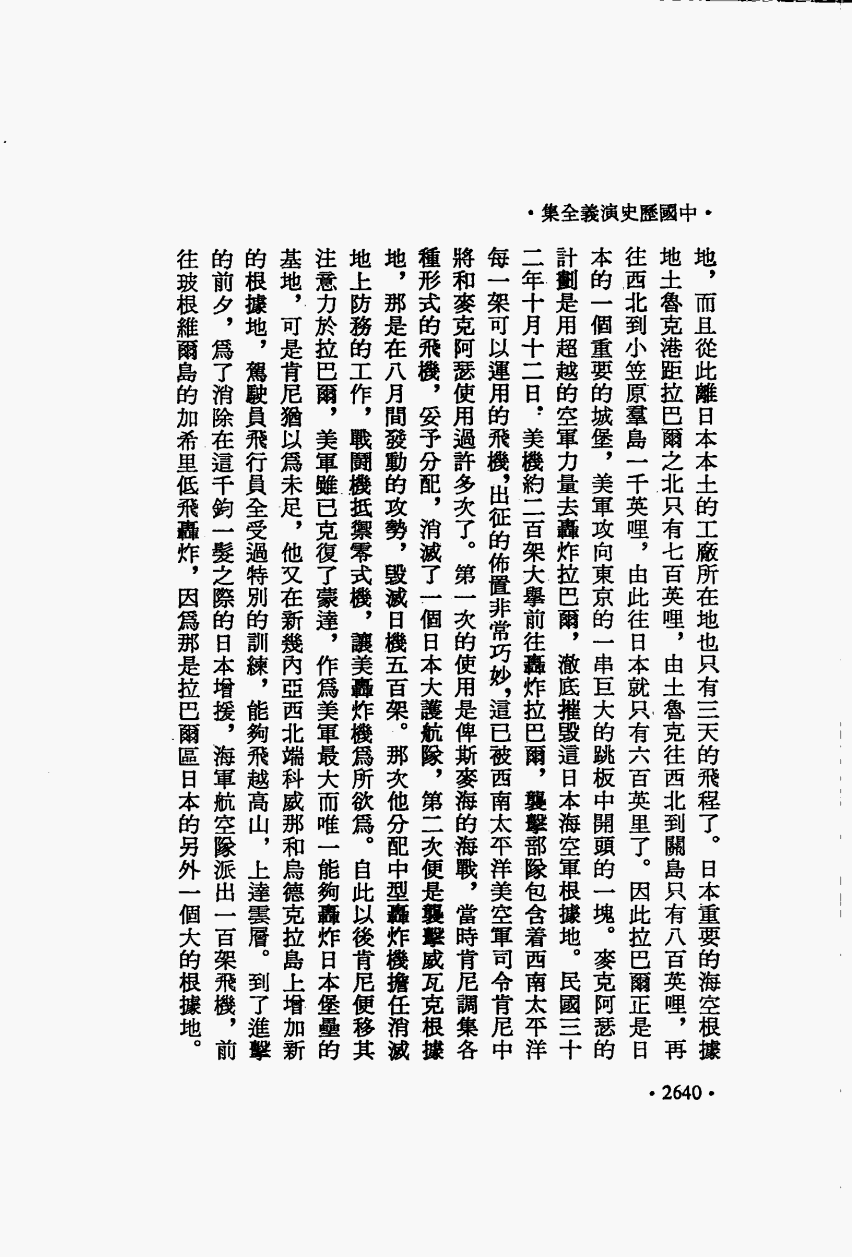 ·中國歷史演義全集·
地，而且從此離日本本土的工廠所在地也只有三天的飛程了。日本重要的海空根據
地土魯克港距拉巴爾之北只有七百英哩，由土魯克往西北到關島只有八百英哩，再
往西北到小笠原羣島一千英哩，由此往日本就只有六百英里了。因此拉巴爾正是日
本的一個重要的城堡，美軍攻向東京的一串巨大的跳板中開頭的一塊。麥克阿瑟的
計劃是用超越的空軍力量去轟炸拉巴爾，澈底摧毀這日本海空軍根據地。民國三十
二年十月十二日，美機約二百架大舉前往轟炸拉巴爾，襲擊部隊包含着西南太平洋
每一架可以運用的飛機，出征的佈置非常巧妙，這已被西南太平洋美空軍司令肯尼中
將和麥克阿瑟使用過許多次了。第一次的使用是俾斯麥海的海戰，當時肯尼調集各
種形式的飛機，妥予分配，消滅了一個日本大護航隊，第二次便是襲擊威瓦克根據
地，那是在八月間發動的攻勢，毀滅日機五百架。那次他分配中型轟炸機擔任消滅
地上防務的工作，戰鬪機抵禦零式機，讓美轟炸機爲所欲爲。自此以後肯尼便移其
注意力於拉巴爾，美軍雖已克復了蒙達，作爲美軍最大而唯一能夠轟炸日本堡壘的
基地，可是肯尼猶以爲未足，他又在新幾內亞西北端科威那和烏德克拉島上增加新
的根據地，駕駛員飛行員全受過特別的訓練，能夠飛越高山，上達雲層。到了進擊
的前夕，爲了消除在這千鈞一髮之際的日本增援，海軍航空隊派出一百架飛機，前
往玻根維爾島的加希里低飛轟炸，因爲那是拉巴爾區日本的另外一個大的根據地。
·2640·